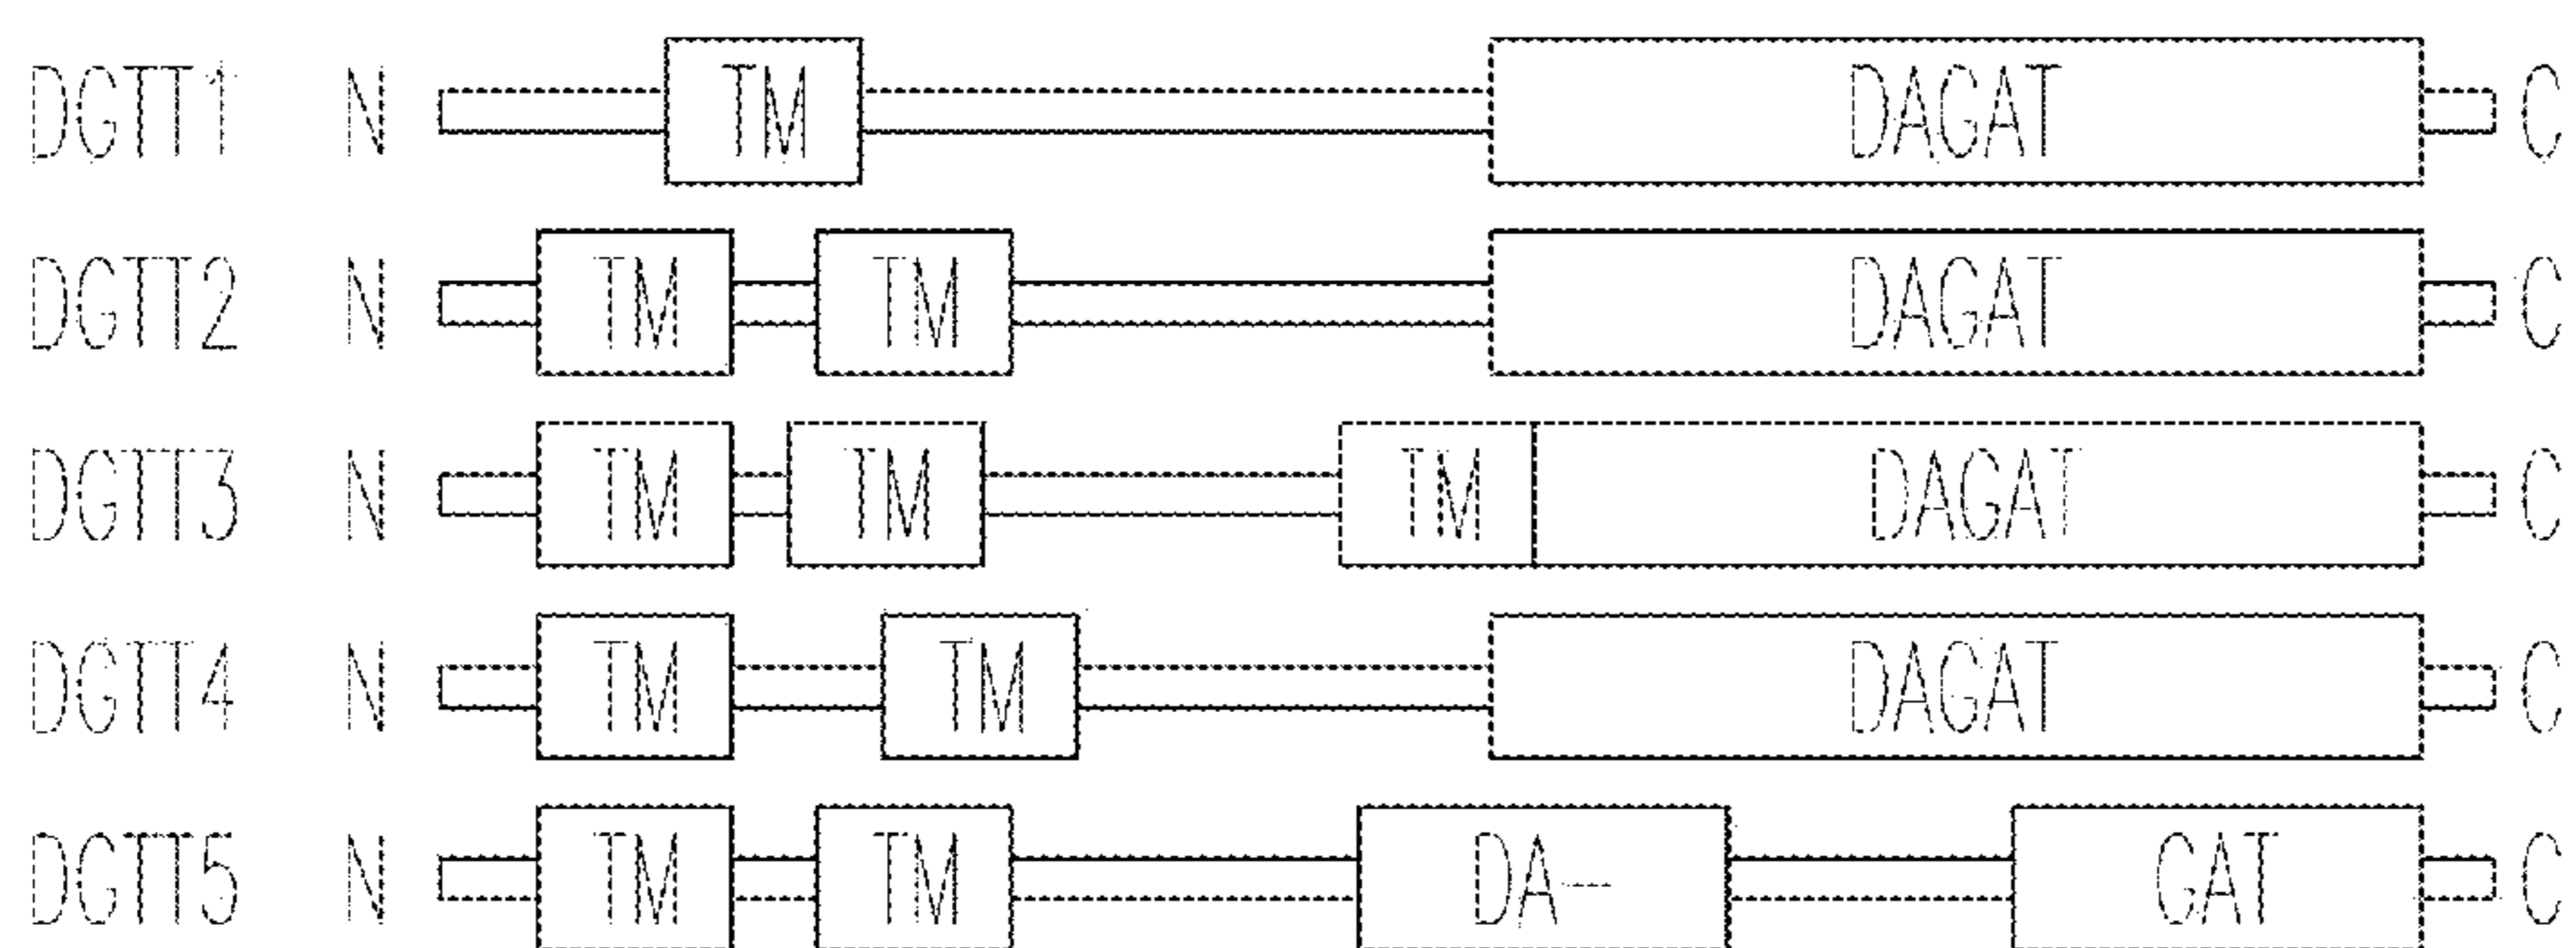 DGTT1 N TM DAGAT C
DGTT2 N TM TM DAGAT C
DGTT3 N TM TM TM DAGAT C
DGTT4 N TM TM DAGAT C
DGTT5 N TM TM DA- GAT C